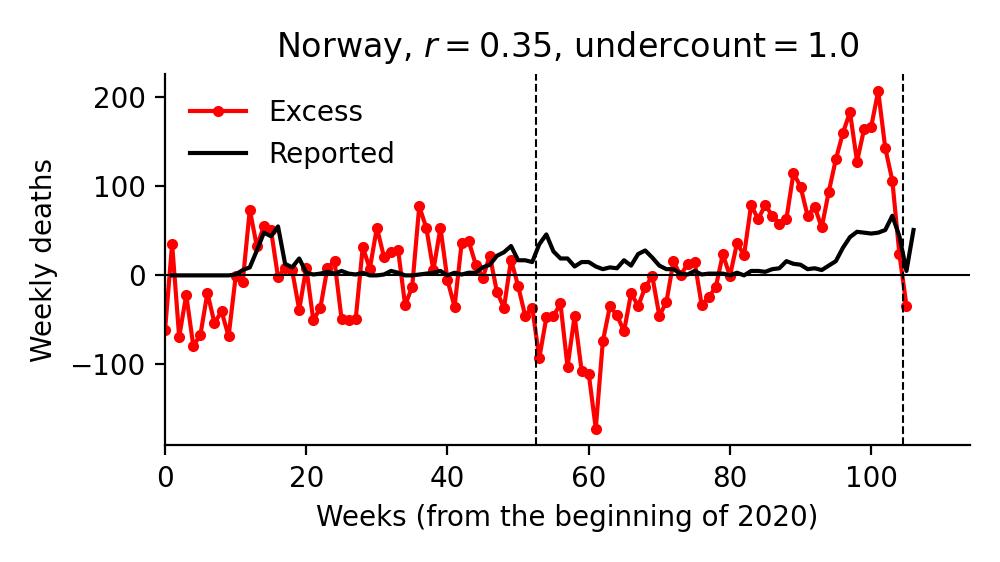 Norway, r = 0.35, undercount = 1.0
Excess
Reported
Weekly deaths
200
100
0
−100
0 20 40 60 80 100
Weeks (from the beginning of 2020)